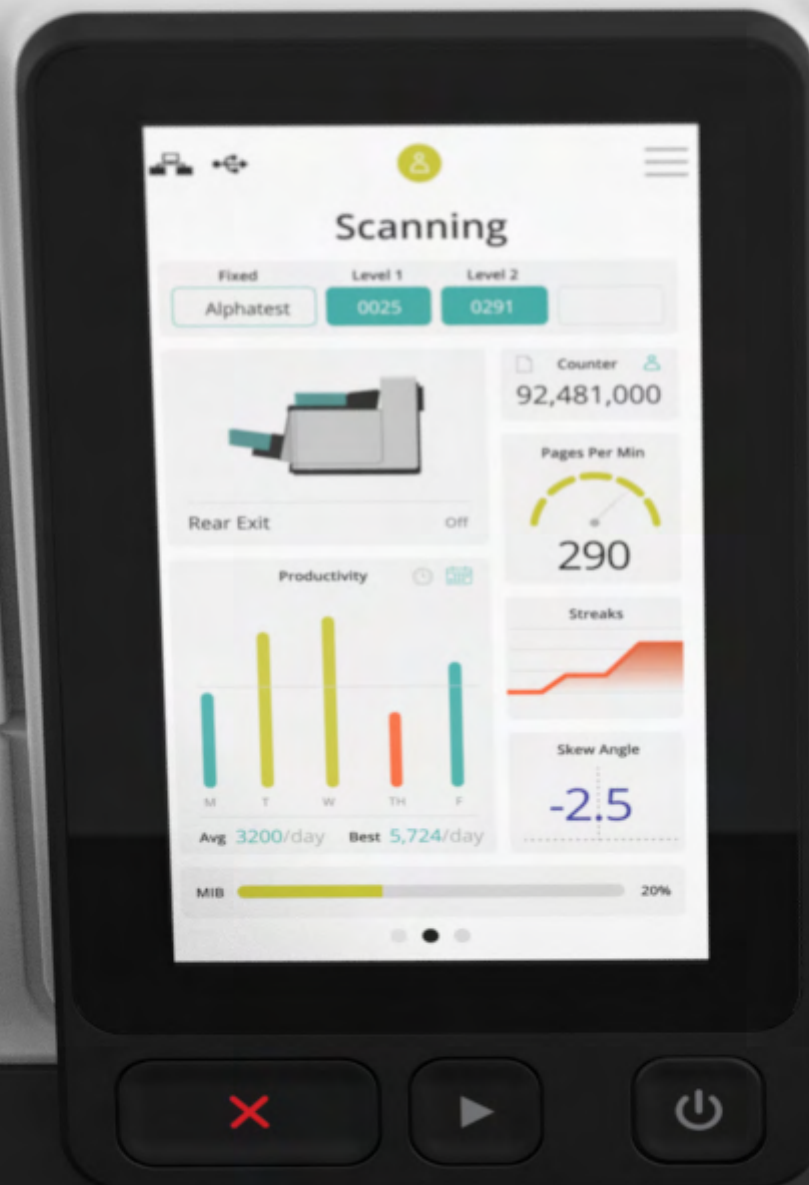 Scanning
Fixed Level 1 Level 2
Alphatest 0025 0291
Counter
92,481,000
Pages Per Min
290
Rear Exit Off
Productivity
M T W TH F
Avg 3200/day Best 5,724/day
Streaks
Skew Angle
-2.5
MIB 20%